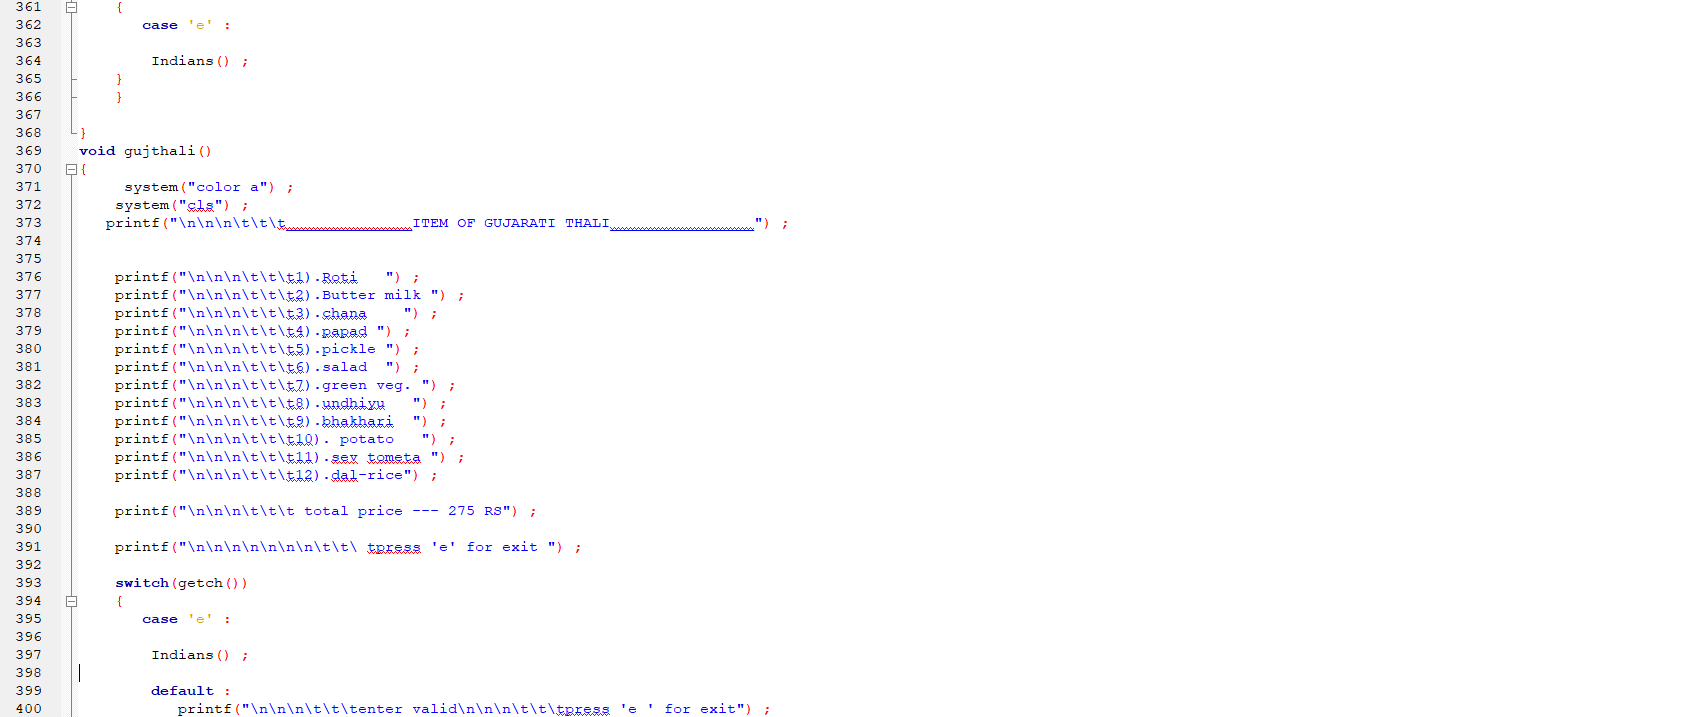 361 {
362 case 'e' :
363
364 Indians() ;
365 }
366 }
367
368 }
369 void gujthali()
370 {
371 system("color a") ;
372 system("cls") ;
373 printf("\n\n\n\t\t\t______________ITEM OF GUJARATI THALI________________") ;
374
375
376 printf("\n\n\n\t\t\t1).Roti   ") ;
377 printf("\n\n\n\t\t\t2).Butter milk ") ;
378 printf("\n\n\n\t\t\t3).chana    ") ;
379 printf("\n\n\n\t\t\t4).papad ") ;
380 printf("\n\n\n\t\t\t5).pickle ") ;
381 printf("\n\n\n\t\t\t6).salad  ") ;
382 printf("\n\n\n\t\t\t7).green veg. ") ;
383 printf("\n\n\n\t\t\t8).undhiyu   ") ;
384 printf("\n\n\n\t\t\t9).bhakhari  ") ;
385 printf("\n\n\n\t\t\t10). potato   ") ;
386 printf("\n\n\n\t\t\t11).sev tometa ") ;
387 printf("\n\n\n\t\t\t12).dal-rice") ;
388
389 printf("\n\n\n\t\t\t total price --- 275 RS") ;
390
391 printf("\n\n\n\n\n\n\n\t\t\ tpress 'e' for exit ") ;
392
393 switch(getch())
394 {
395 case 'e' :
396
397 Indians() ;
398
399 default :
400 printf("\n\n\n\t\t\tenter valid\n\n\n\t\t\tpress 'e ' for exit") ;